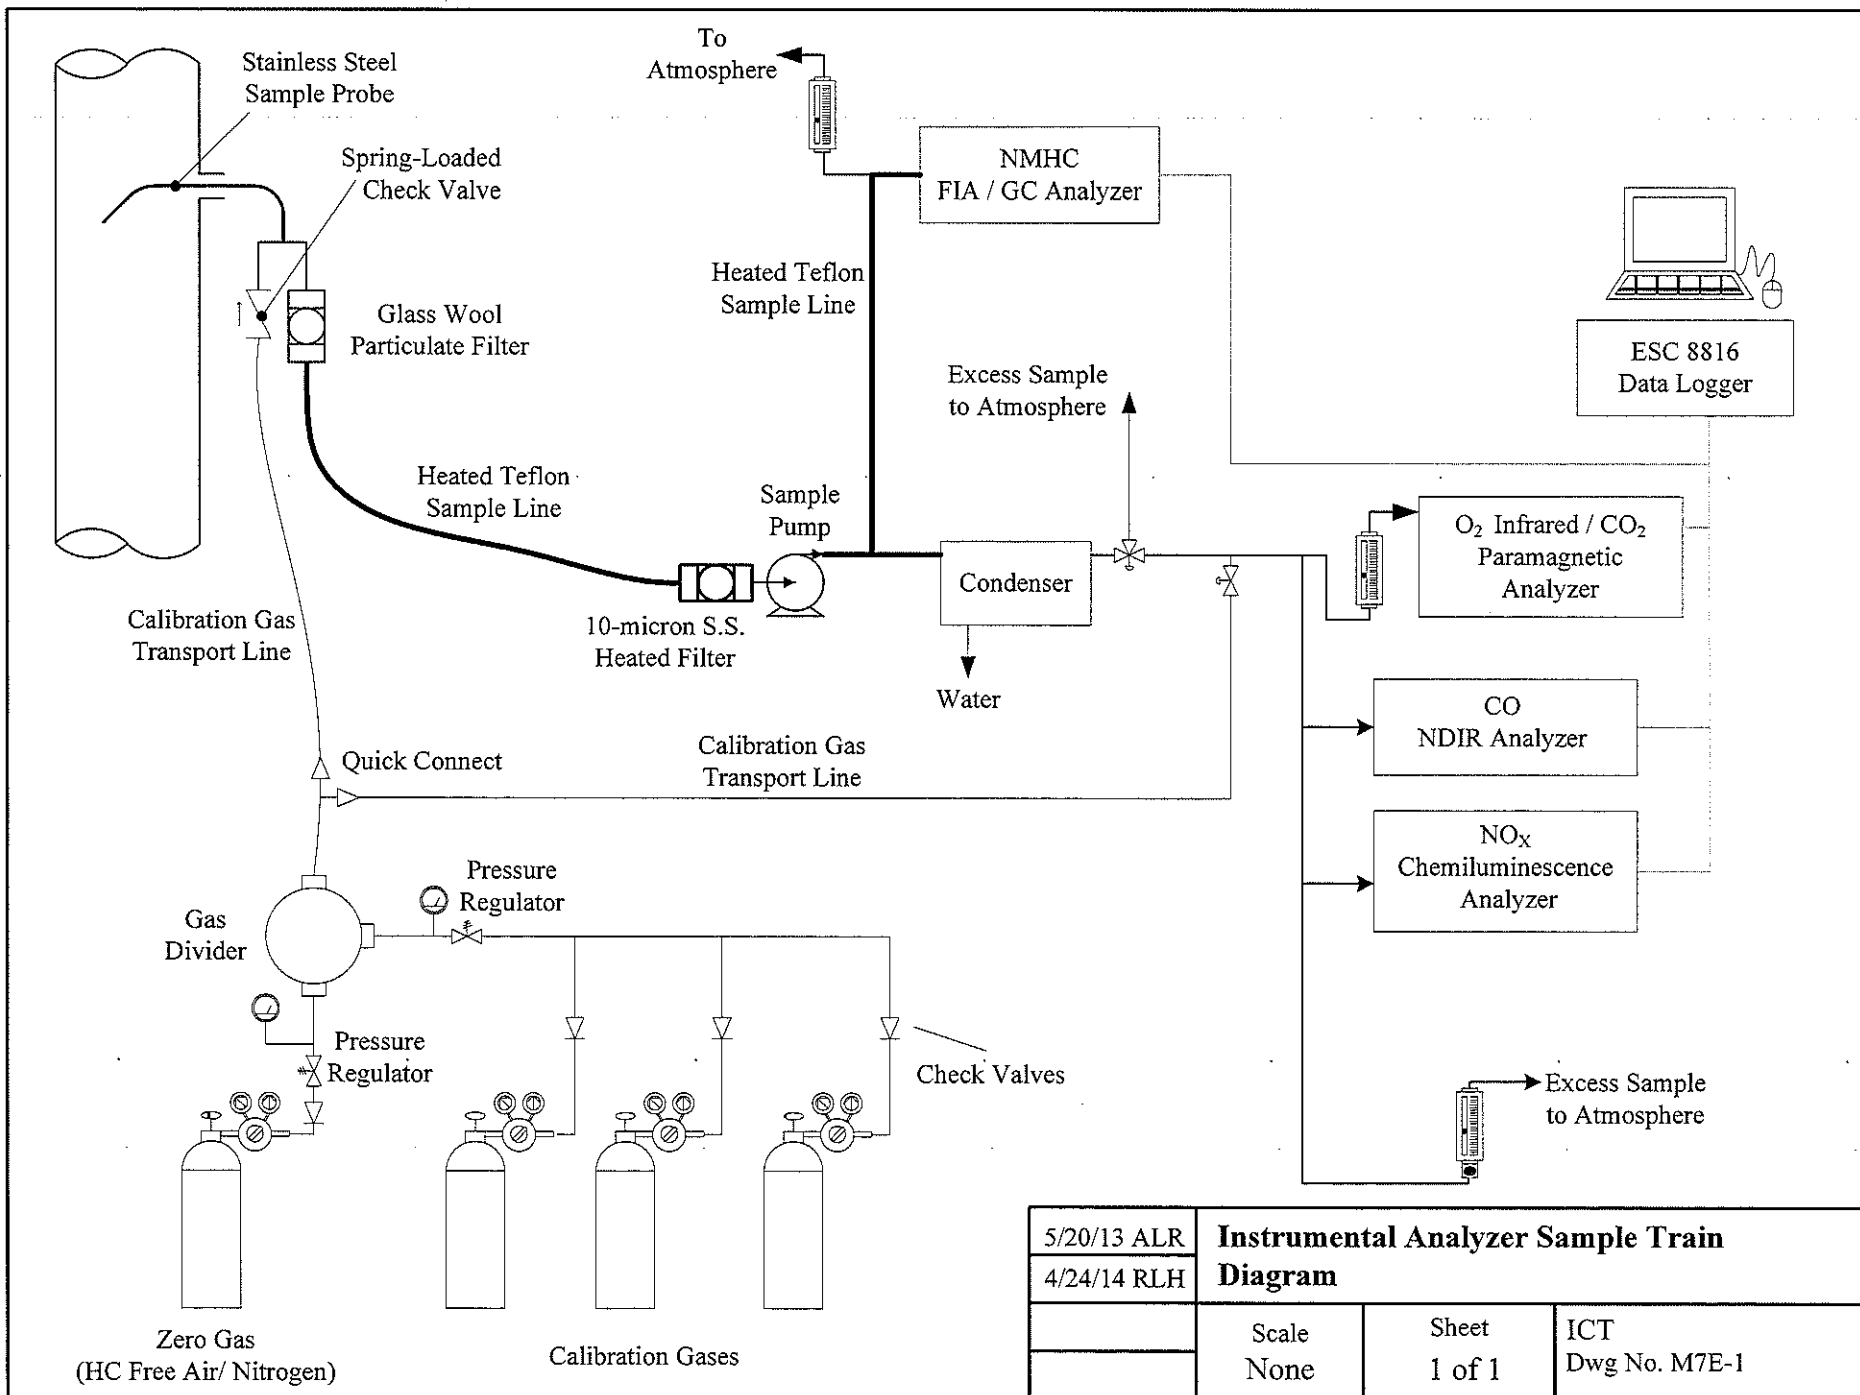 To
Atmosphere
Stainless Steel
Sample Probe
Spring-Loaded
Check Valve
NMHC
FIA / GC Analyzer
Heated Teflon
Sample Line
Glass Wool
Particulate Filter
ESC 8816
Data Logger
Excess Sample
to Atmosphere
Heated Teflon
Sample Line
Sample
Pump
O₂ Infrared / CO₂
Paramagnetic
Analyzer
Condenser
Calibration Gas
Transport Line
10-micron S.S.
Heated Filter
Water
CO
NDIR Analyzer
Quick Connect
Calibration Gas
Transport Line
NOX
Chemiluminescence
Analyzer
Pressure
Regulator
Gas
Divider
Pressure
Regulator
Check Valves
Excess Sample
to Atmosphere
Zero Gas
(HC Free Air/ Nitrogen)
Calibration Gases
5/20/13 ALR
4/24/14 RLH
Instrumental Analyzer Sample Train
Diagram
Scale
None
Sheet
1 of 1
ICT
Dwg No. M7E-1